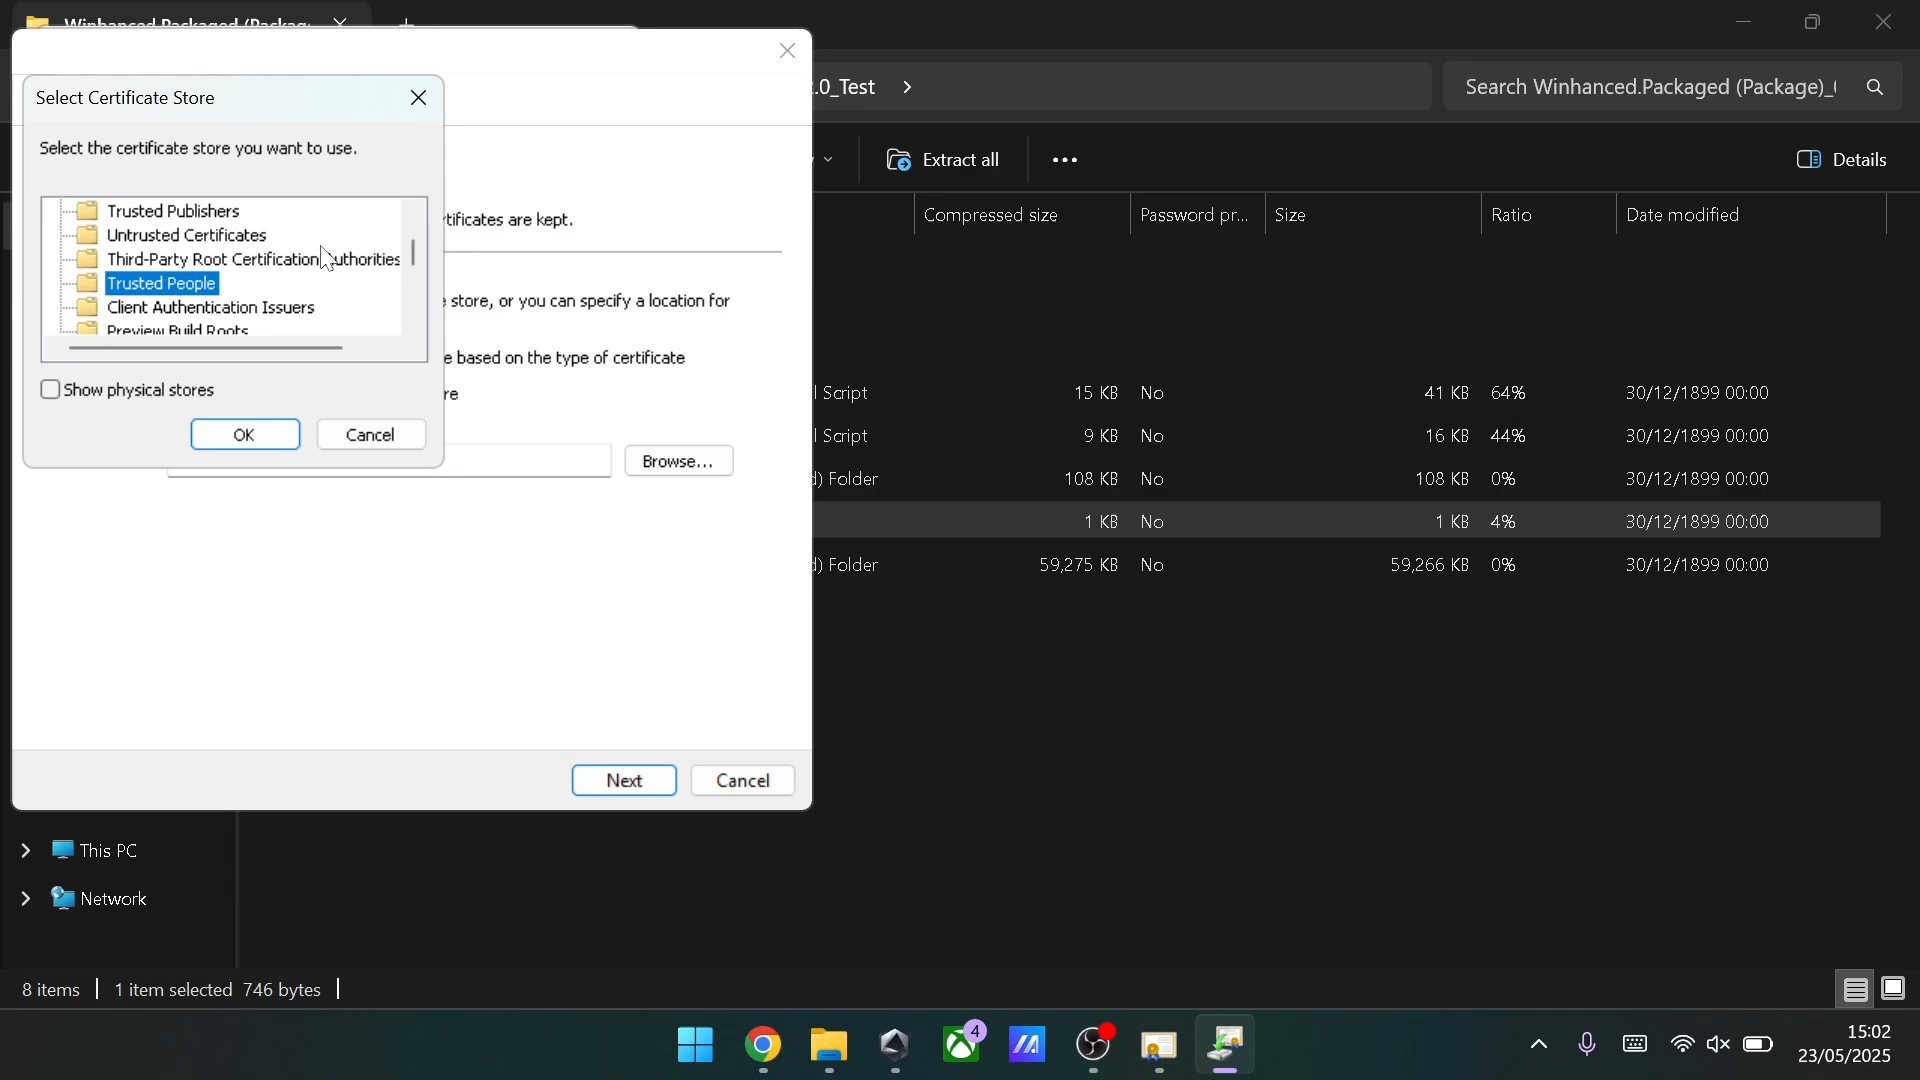 Winhanced.Packaged (Packag
Select Certificate Store
Select the certificate store you want to use.
Trusted Publishers
Untrusted Certificates
Third-Party Root Certification uthorities
Trusted People
Client Authentication Issuers
Preview Build Roots
Show physical stores
OK
Cancel
tificates are kept.
store, or you can specify a location for
e based on the type of certificate
re
Browse...
Next
Cancel
.0_Test
Search Winhanced.Packaged (Package)_
Extract all
Details
Compressed size
Password pr...
Size
Ratio
Date modified
l Script 15 KB No 41 KB 64% 30/12/1899 00:00
l Script 9 KB No 16 KB 44% 30/12/1899 00:00
d) Folder 108 KB No 108 KB 0% 30/12/1899 00:00
1 KB No 1 KB 4% 30/12/1899 00:00
d) Folder 59,275 KB No 59,266 KB 0% 30/12/1899 00:00
This PC
Network
8 items
1 item selected 746 bytes
4
15:02
23/05/2025